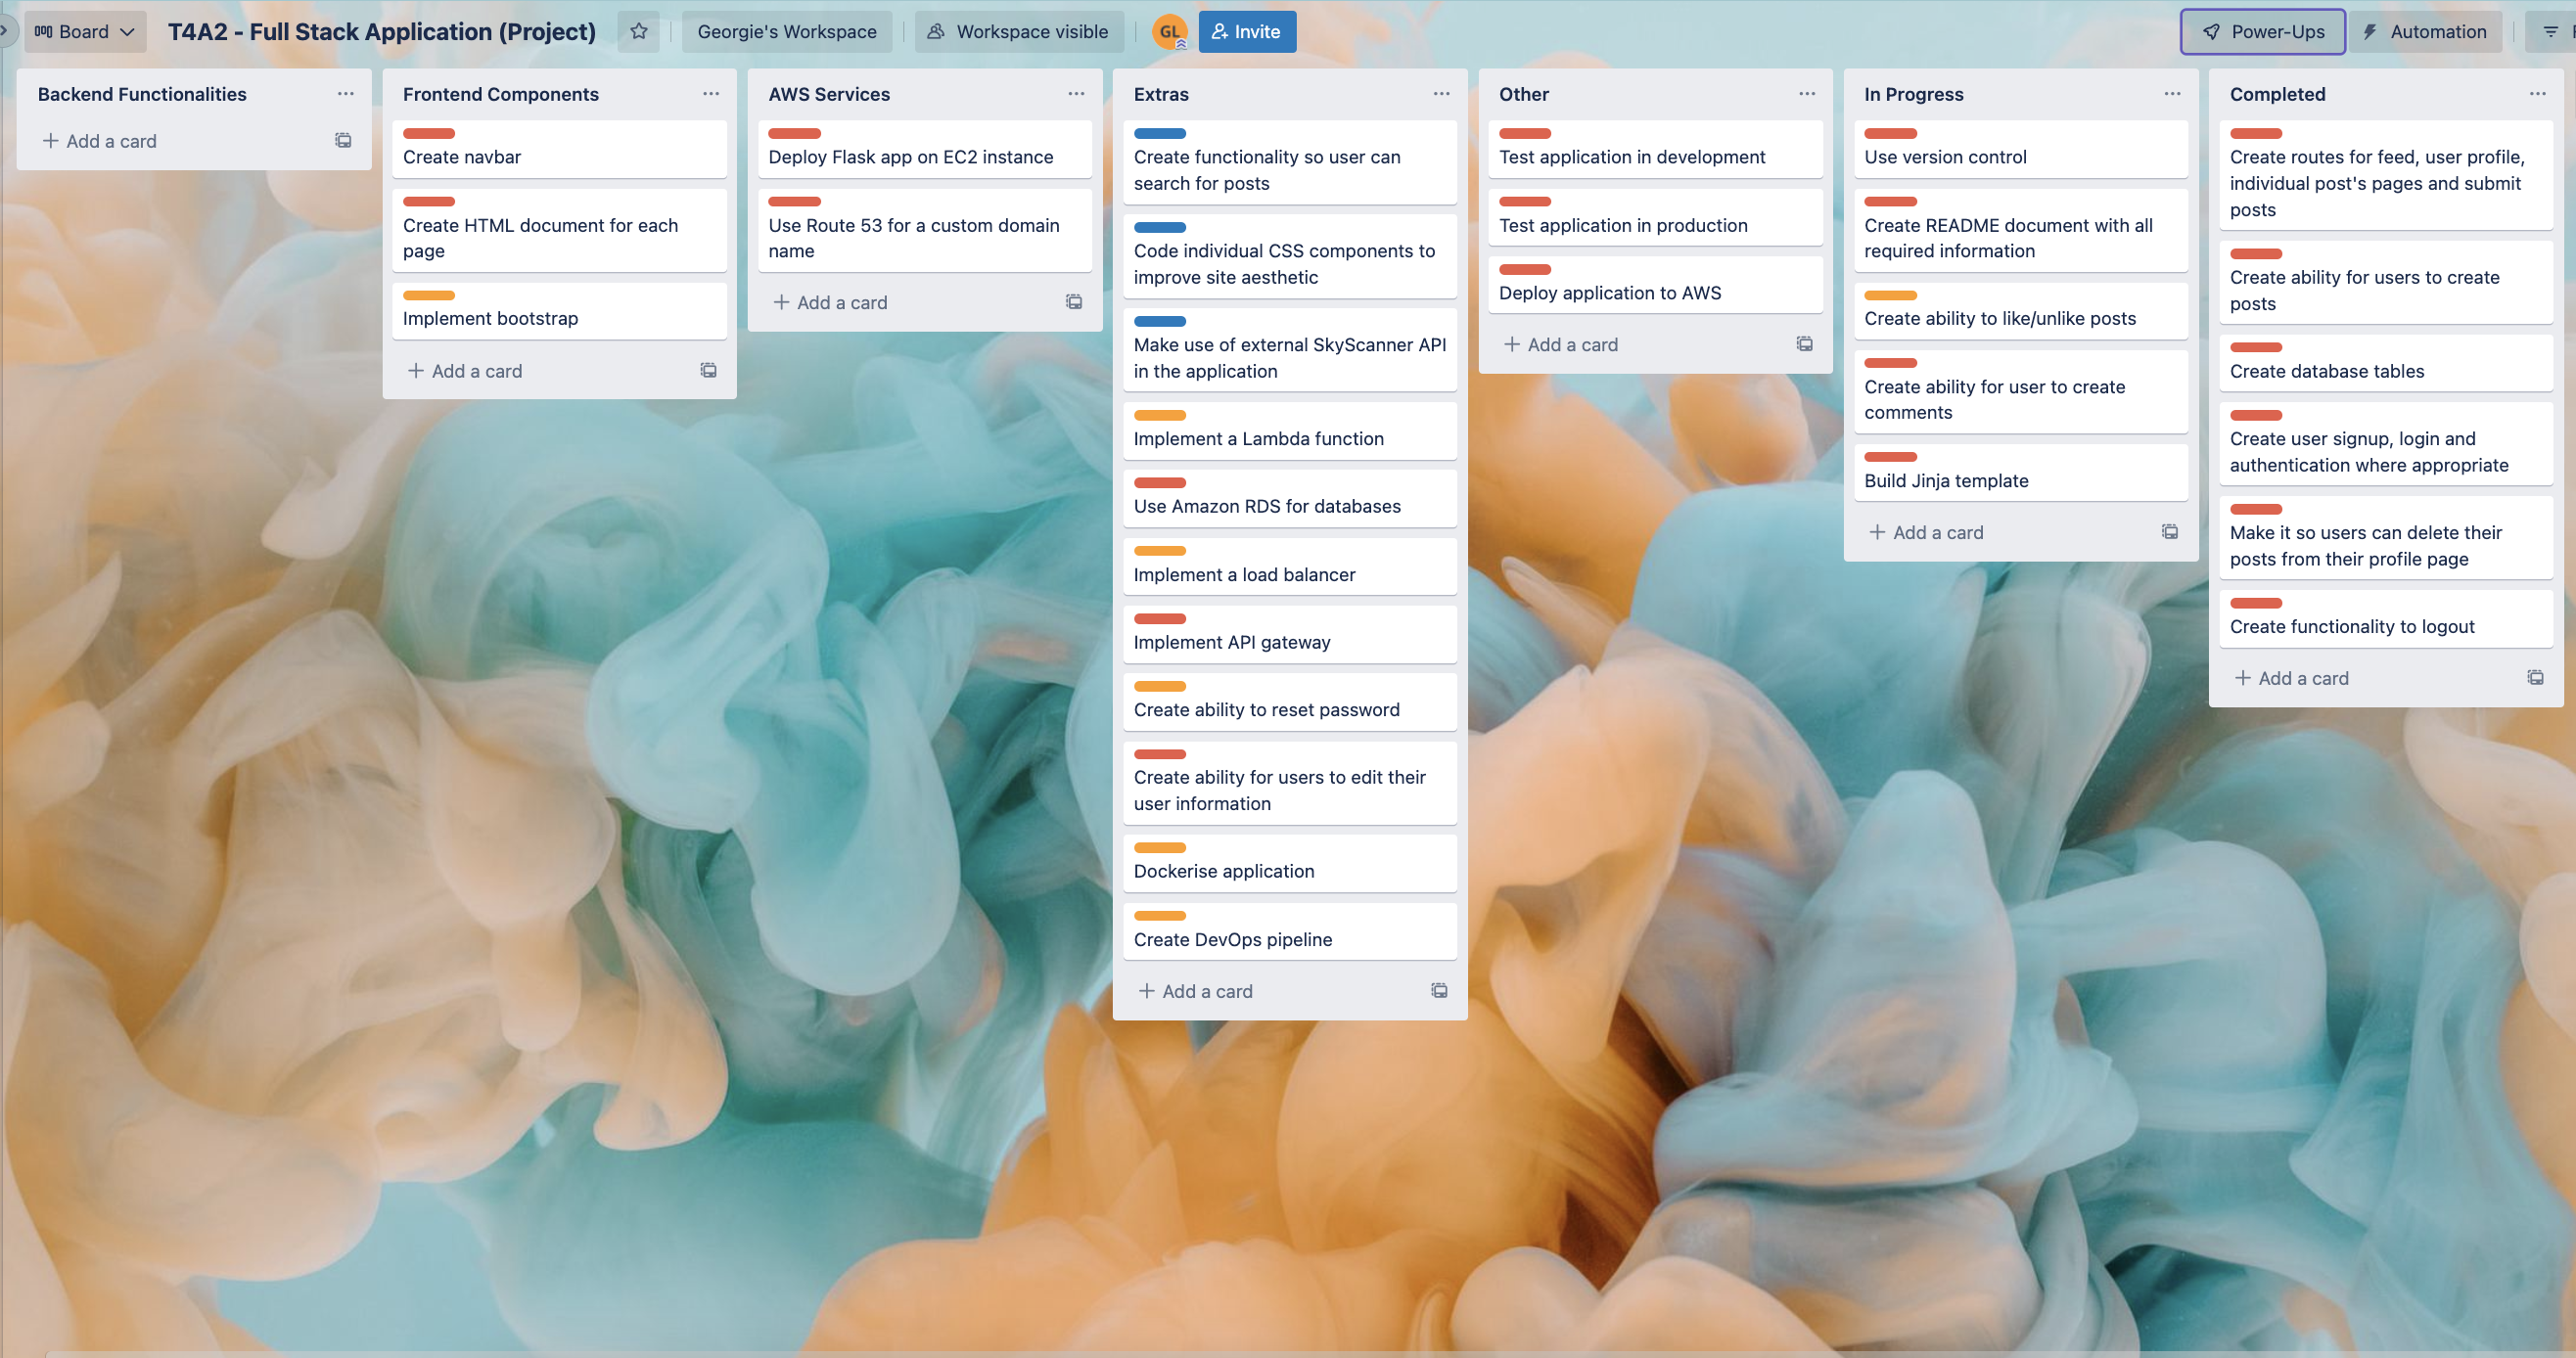 Board
T4A2 - Full Stack Application (Project)
Georgie's Workspace
Workspace visible
GL
Invite
Power-Ups
Automation
Backend Functionalities
Add a card
Frontend Components
Create navbar
Create HTML document for each
page
Implement bootstrap
Add a card
AWS Services
Deploy Flask app on EC2 instance
Use Route 53 for a custom domain
name
Add a card
Extras
Create functionality so user can
search for posts
Code individual CSS components to
improve site aesthetic
Make use of external SkyScanner API
in the application
Implement a Lambda function
Use Amazon RDS for databases
Implement a load balancer
Implement API gateway
Create ability to reset password
Create ability for users to edit their
user information
Dockerise application
Create DevOps pipeline
Add a card
Other
Test application in development
Test application in production
Deploy application to AWS
Add a card
In Progress
Use version control
Create README document with all
required information
Create ability to like/unlike posts
Create ability for user to create
comments
Build Jinja template
Add a card
Completed
Create routes for feed, user profile,
individual post's pages and submit
posts
Create ability for users to create
posts
Create database tables
Create user signup, login and
authentication where appropriate
Make it so users can delete their
posts from their profile page
Create functionality to logout
Add a card